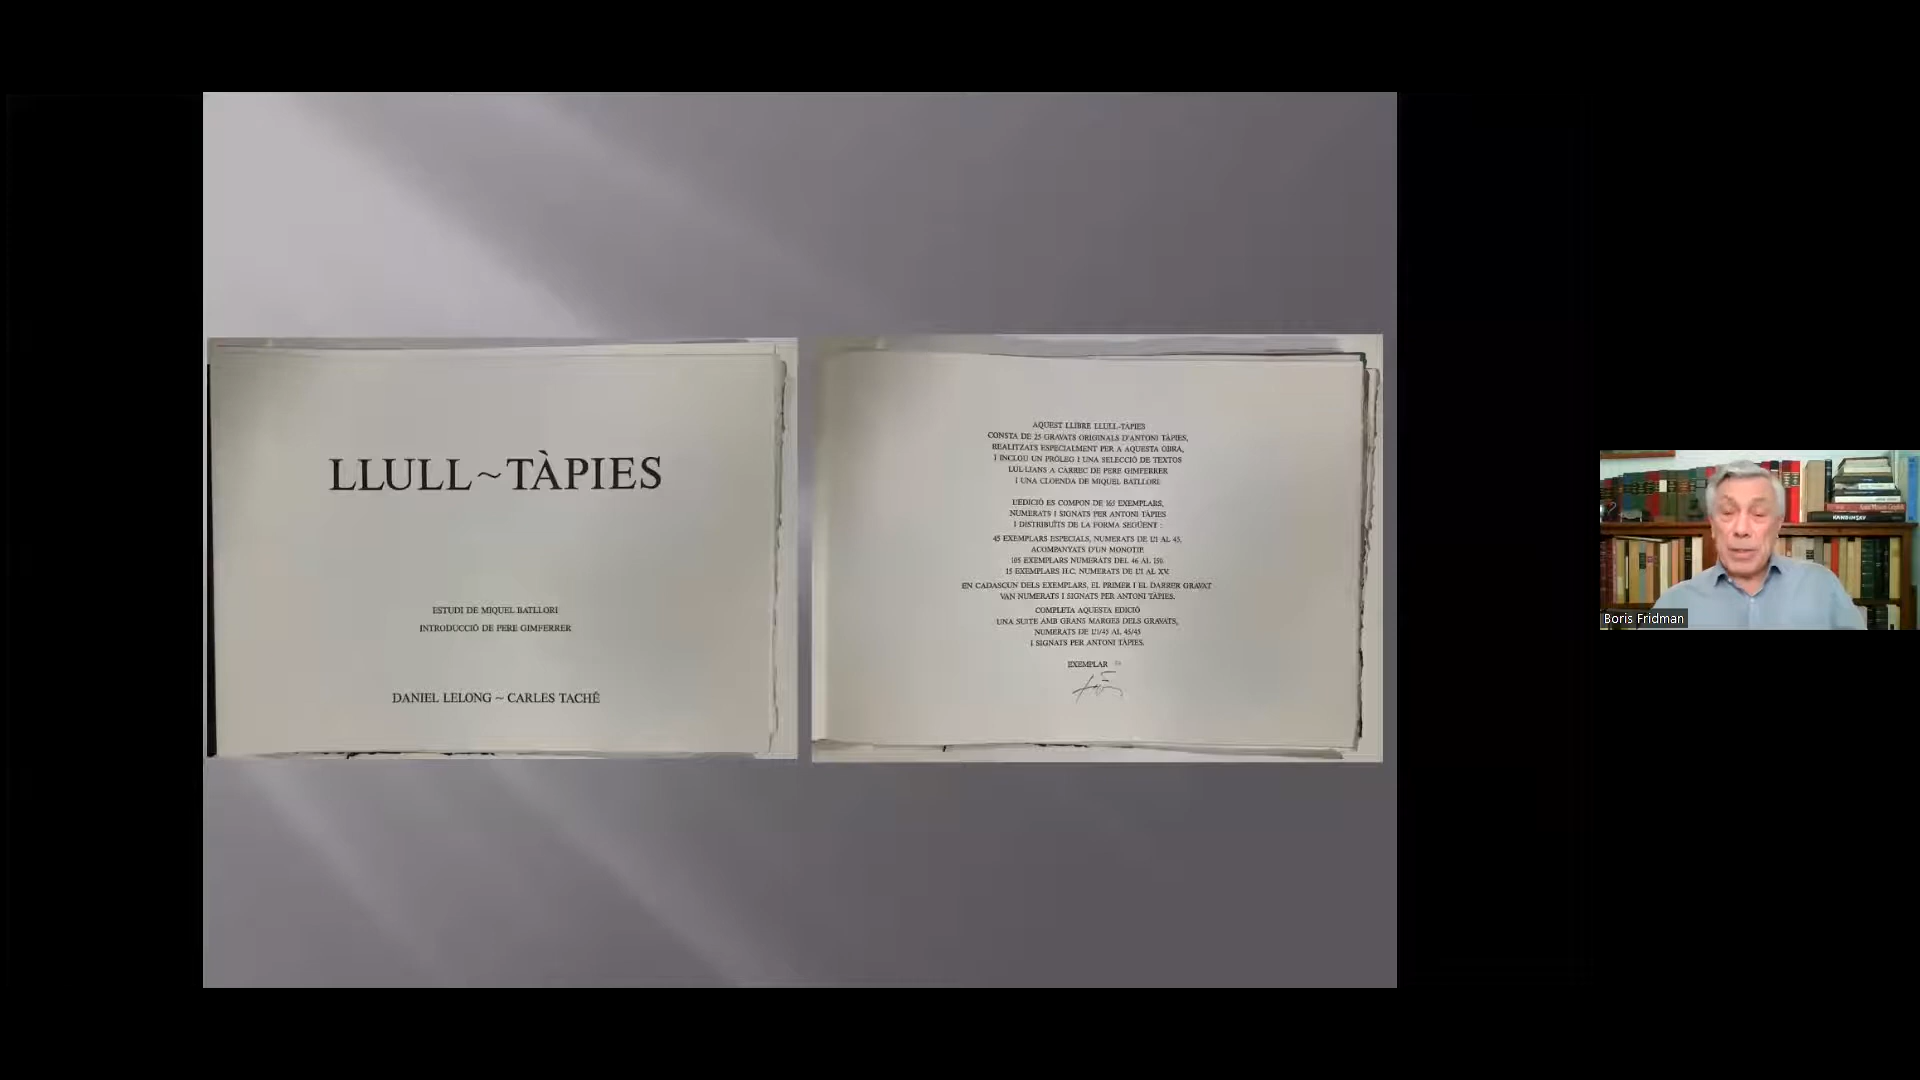 LLULL~TÀPIES
ESTUDI DE MIQUEL BATLLORI
INTRODUCCIÓ DE PERE GIMFERRER
DANIEL LELONG ~ CARLES TACHÉ
AQUEST LLIBRE LLULL-TÀPIES
CONSTA DE 25 GRAVATS ORIGINALS D'ANTONI TÀPIES,
REALITZATS ESPECIALMENT PER A AQUESTA OBRA,
I INCLOU UN PRÒLEG I UNA SELECCIÓ DE TEXTOS
LUL·LIANS A CÀRREC DE PERE GIMFERRER
I UNA CLOENDA DE MIQUEL BATLLORI.
L'EDICIÓ ES COMPON DE 165 EXEMPLARS,
NUMERATS I SIGNATS PER ANTONI TÀPIES
I DISTRIBUÏTS DE LA FORMA SEGÜENT :
45 EXEMPLARS ESPECIALS, NUMERATS DE L'1 AL 45,
ACOMPANYATS D'UN MONOTIP.
105 EXEMPLARS NUMERATS DEL 46 AL 150.
15 EXEMPLARS H.C. NUMERATS DE L'I AL XV.
EN CADASCUN DELS EXEMPLARS, EL PRIMER I EL DARRER GRAVAT
VAN NUMERATS I SIGNATS PER ANTONI TÀPIES.
COMPLETA AQUESTA EDICIÓ
UNA SUITE AMB GRANS MARGES DELS GRAVATS,
NUMERATS DE L'1/45 AL 45/45
I SIGNATS PER ANTONI TÀPIES.
EXEMPLAR
KANDINSKY
Boris Fridman